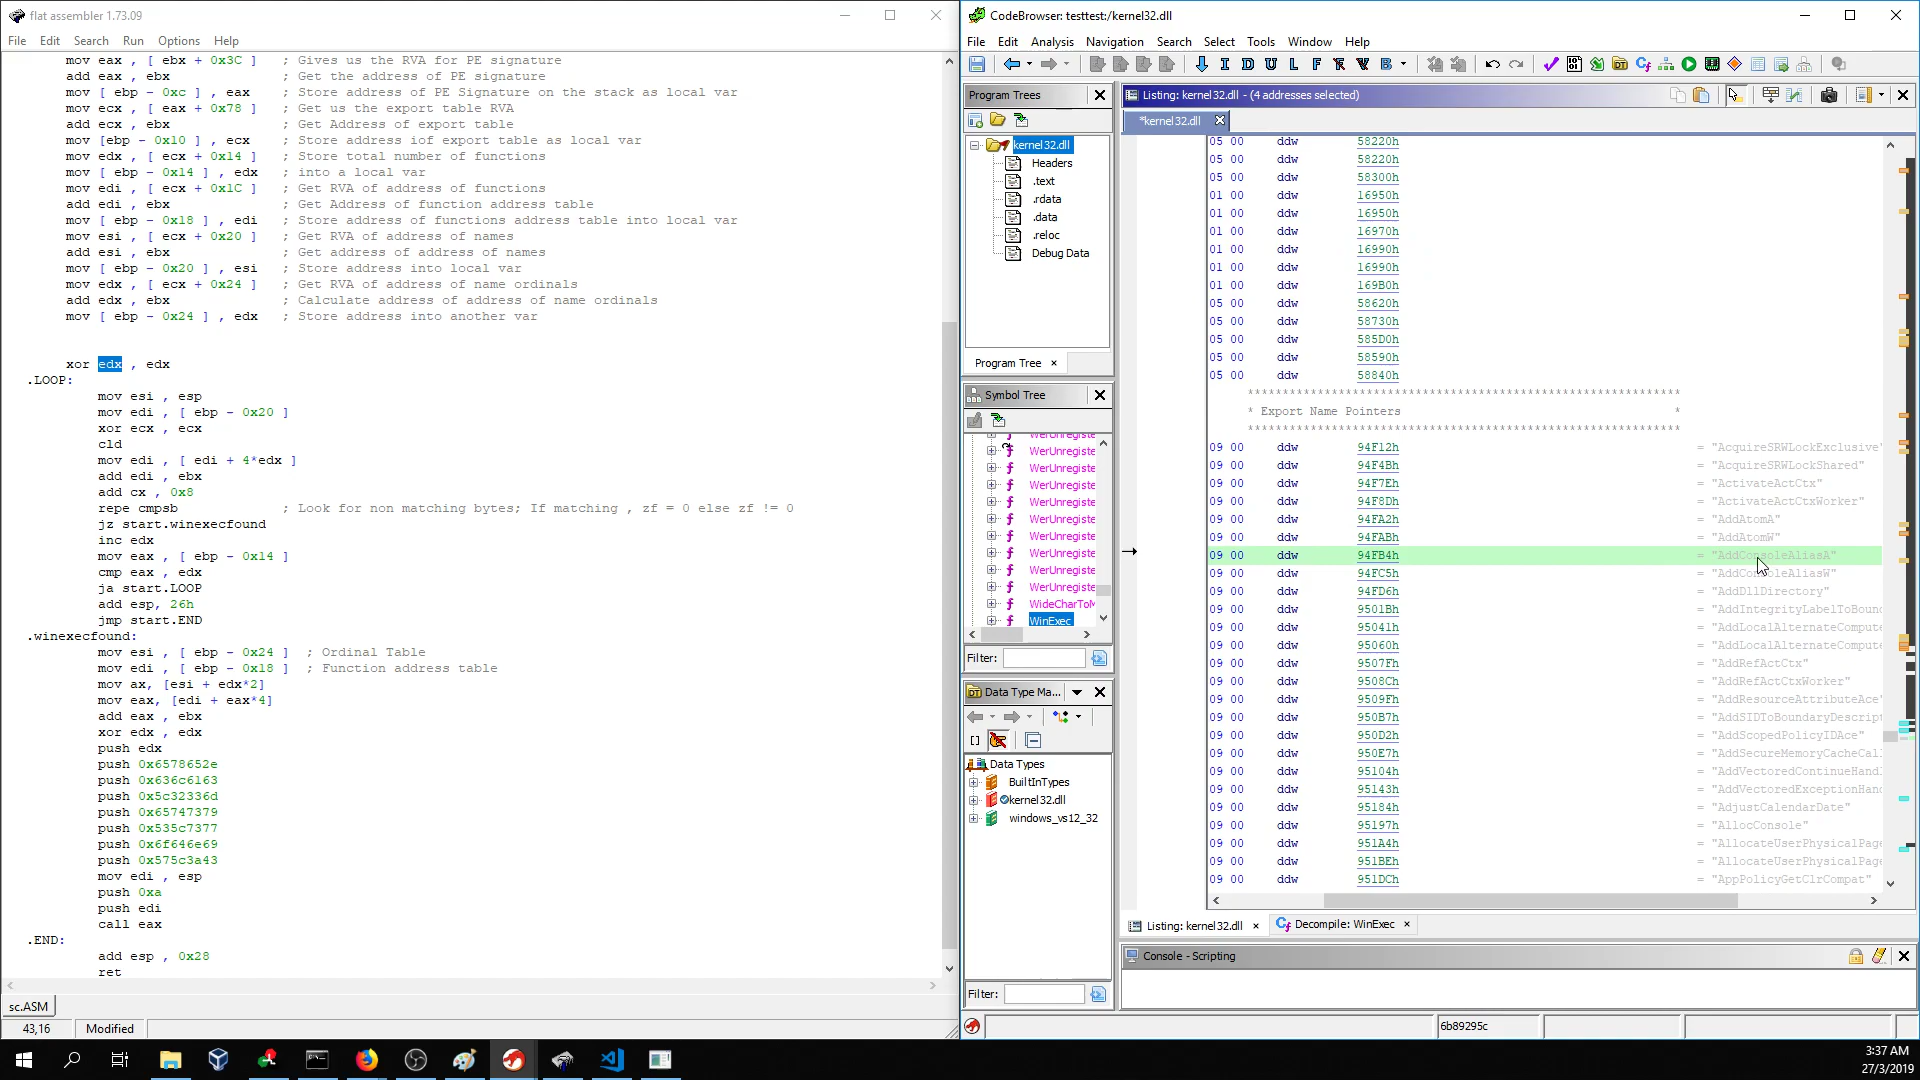 flat assembler 1.73.09
File Edit Search Run Options Help
mov eax , [ ebx + 0x3C ] ; Gives us the RVA for PE signature
add eax , ebx ; Get the address of PE signature
mov [ ebp - 0xc ] , eax ; Store address of PE Signature on the stack as local var
mov ecx , [ eax + 0x78 ] ; Get us the export table RVA
add ecx , ebx ; Get Address of export table
mov [ebp - 0x10 ] , ecx ; Store address iof export table as local var
mov edx , [ ecx + 0x14 ] ; Store total number of functions
mov [ ebp - 0x14 ] , edx ; into a local var
mov edi , [ ecx + 0x1C ] ; Get RVA of address of functions
add edi , ebx ; Get Address of function address table
mov [ ebp - 0x18 ] , edi ; Store address of functions address table into local var
mov esi , [ ecx + 0x20 ] ; Get RVA of address of names
add esi , ebx ; Get address of address of names
mov [ ebp - 0x20 ] , esi ; Store address into local var
mov edx , [ ecx + 0x24 ] ; Get RVA of address of name ordinals
add edx , ebx ; Calculate address of address of name ordinals
mov [ ebp - 0x24 ] , edx ; Store address into another var
xor edx , edx
.LOOP:
mov esi , esp
mov edi , [ ebp - 0x20 ]
xor ecx , ecx
cld
mov edi , [ edi + 4*edx ]
add edi , ebx
add cx , 0x8
repe cmpsb ; Look for non matching bytes; If matching , zf = 0 else zf != 0
jz start.winexecfound
inc edx
mov eax , [ ebp - 0x14 ]
cmp eax , edx
ja start.LOOP
add esp, 26h
jmp start.END
.winexecfound:
mov esi , [ ebp - 0x24 ] ; Ordinal Table
mov edi , [ ebp - 0x18 ] ; Function address table
mov ax, [esi + edx*2]
mov eax, [edi + eax*4]
add eax , ebx
xor edx , edx
push edx
push 0x6578652e
push 0x636c6163
push 0x5c32336d
push 0x65747379
push 0x535c7377
push 0x6f646e69
push 0x575c3a43
mov edi , esp
push 0xa
push edi
call eax
.END:
add esp , 0x28
ret
sc.ASM
43,16 Modified
CodeBrowser: testtest:/kernel32.dll
File Edit Analysis Navigation Search Select Tools Window Help
I D U L F B
Program Trees
kernel32.dll
Headers
.text
.rdata
.data
.reloc
Debug Data
Program Tree
Symbol Tree
WerUnregiste
WerUnregiste
WerUnregiste
WerUnregiste
WerUnregiste
WerUnregiste
WerUnregiste
WerUnregiste
WerUnregiste
WerUnregiste
WideCharToM
WinExec
Filter:
Data Type Ma...
Data Types
BuiltInTypes
kernel32.dll
windows_vs12_32
Filter:
Listing: kernel32.dll - (4 addresses selected)
*kernel32.dll
05 00 ddw 58220h
05 00 ddw 58220h
05 00 ddw 58300h
01 00 ddw 16950h
01 00 ddw 16950h
01 00 ddw 16970h
01 00 ddw 16990h
01 00 ddw 16990h
01 00 ddw 169B0h
05 00 ddw 58620h
05 00 ddw 58730h
05 00 ddw 585D0h
05 00 ddw 58590h
05 00 ddw 58840h
* Export Name Pointers *
09 00 ddw 94F12h = "AcquireSRWLockExclusive"
09 00 ddw 94F4Bh = "AcquireSRWLockShared"
09 00 ddw 94F7Eh = "ActivateActCtx"
09 00 ddw 94F8Dh = "ActivateActCtxWorker"
09 00 ddw 94FA2h = "AddAtomA"
09 00 ddw 94FABh = "AddAtomW"
09 00 ddw 94FB4h = "AddConsoleAliasA"
09 00 ddw 94FC5h = "AddConsoleAliasW"
09 00 ddw 94FD6h = "AddDllDirectory"
09 00 ddw 9501Bh = "AddIntegrityLabelToBound
09 00 ddw 95041h = "AddLocalAlternateCompute
09 00 ddw 95060h = "AddLocalAlternateCompute
09 00 ddw 9507Fh = "AddRefActCtx"
09 00 ddw 9508Ch = "AddRefActCtxWorker"
09 00 ddw 9509Fh = "AddResourceAttributeAce"
09 00 ddw 950B7h = "AddSIDToBoundaryDescript
09 00 ddw 950D2h = "AddScopedPolicyIDAce"
09 00 ddw 950E7h = "AddSecureMemoryCacheCal
09 00 ddw 95104h = "AddVectoredContinueHand
09 00 ddw 95143h = "AddVectoredExceptionHan
09 00 ddw 95184h = "AdjustCalendarDate"
09 00 ddw 95197h = "AllocConsole"
09 00 ddw 951A4h = "AllocateUserPhysicalPage
09 00 ddw 951BEh = "AllocateUserPhysicalPage
09 00 ddw 951DCh = "AppPolicyGetClrCompat"
Listing: kernel32.dll Decompile: WinExec
Console - Scripting
6b89295c
3:37 AM
27/3/2019